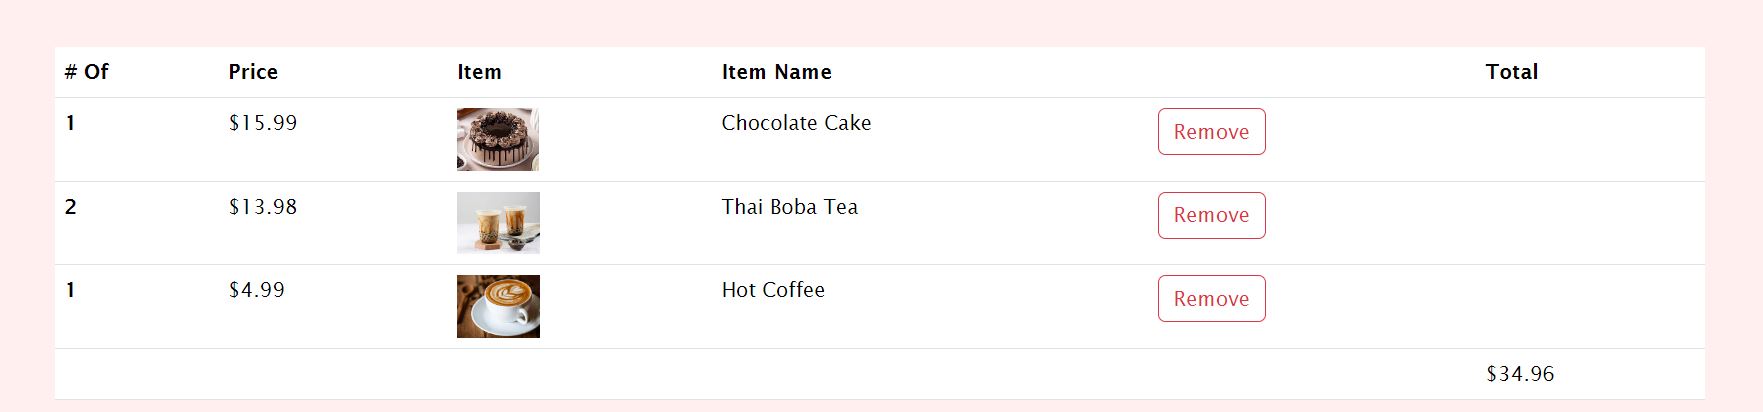 # Of Price Item Item Name Total
1 $15.99 Chocolate Cake Remove
2 $13.98 Thai Boba Tea Remove
1 $4.99 Hot Coffee Remove
$34.96